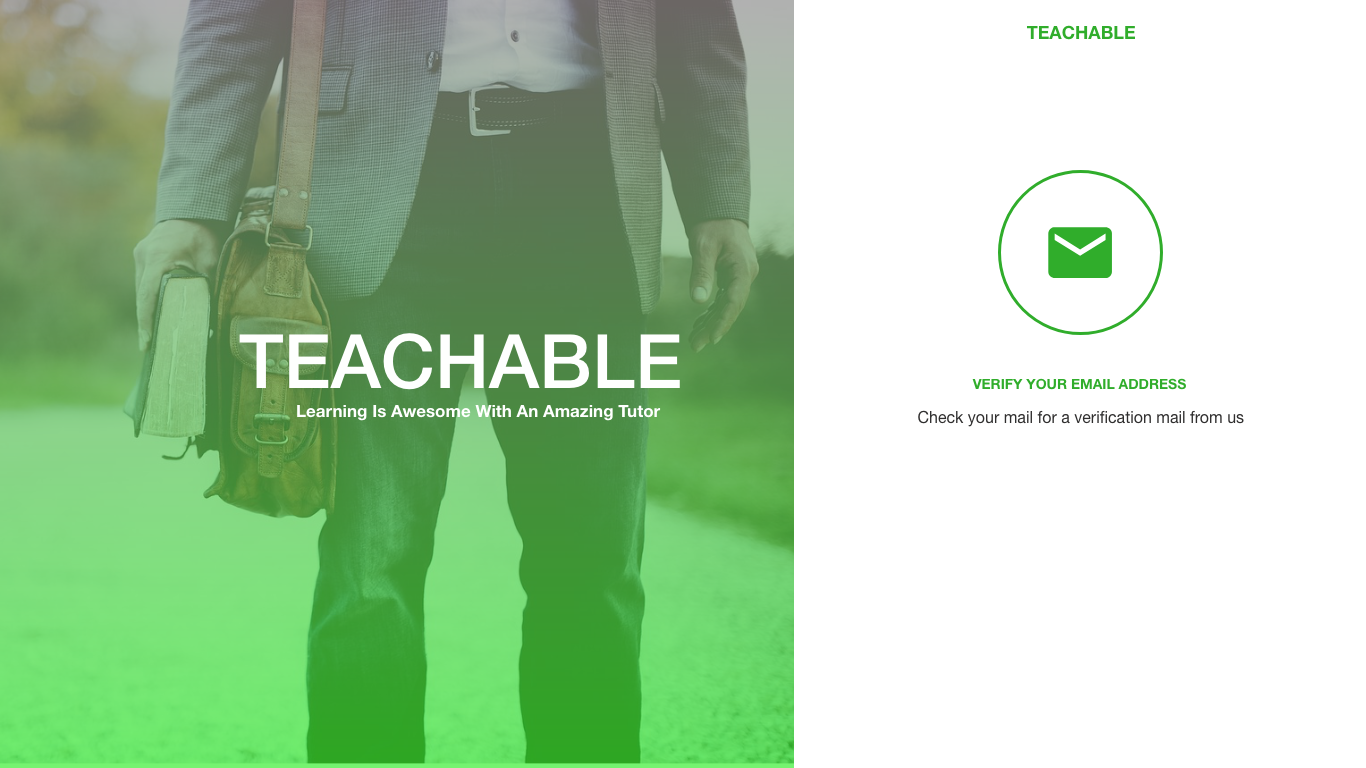 TEACHABLE
Learning Is Awesome With An Amazing Tutor
TEACHABLE
VERIFY YOUR EMAIL ADDRESS
Check your mail for a verification mail from us